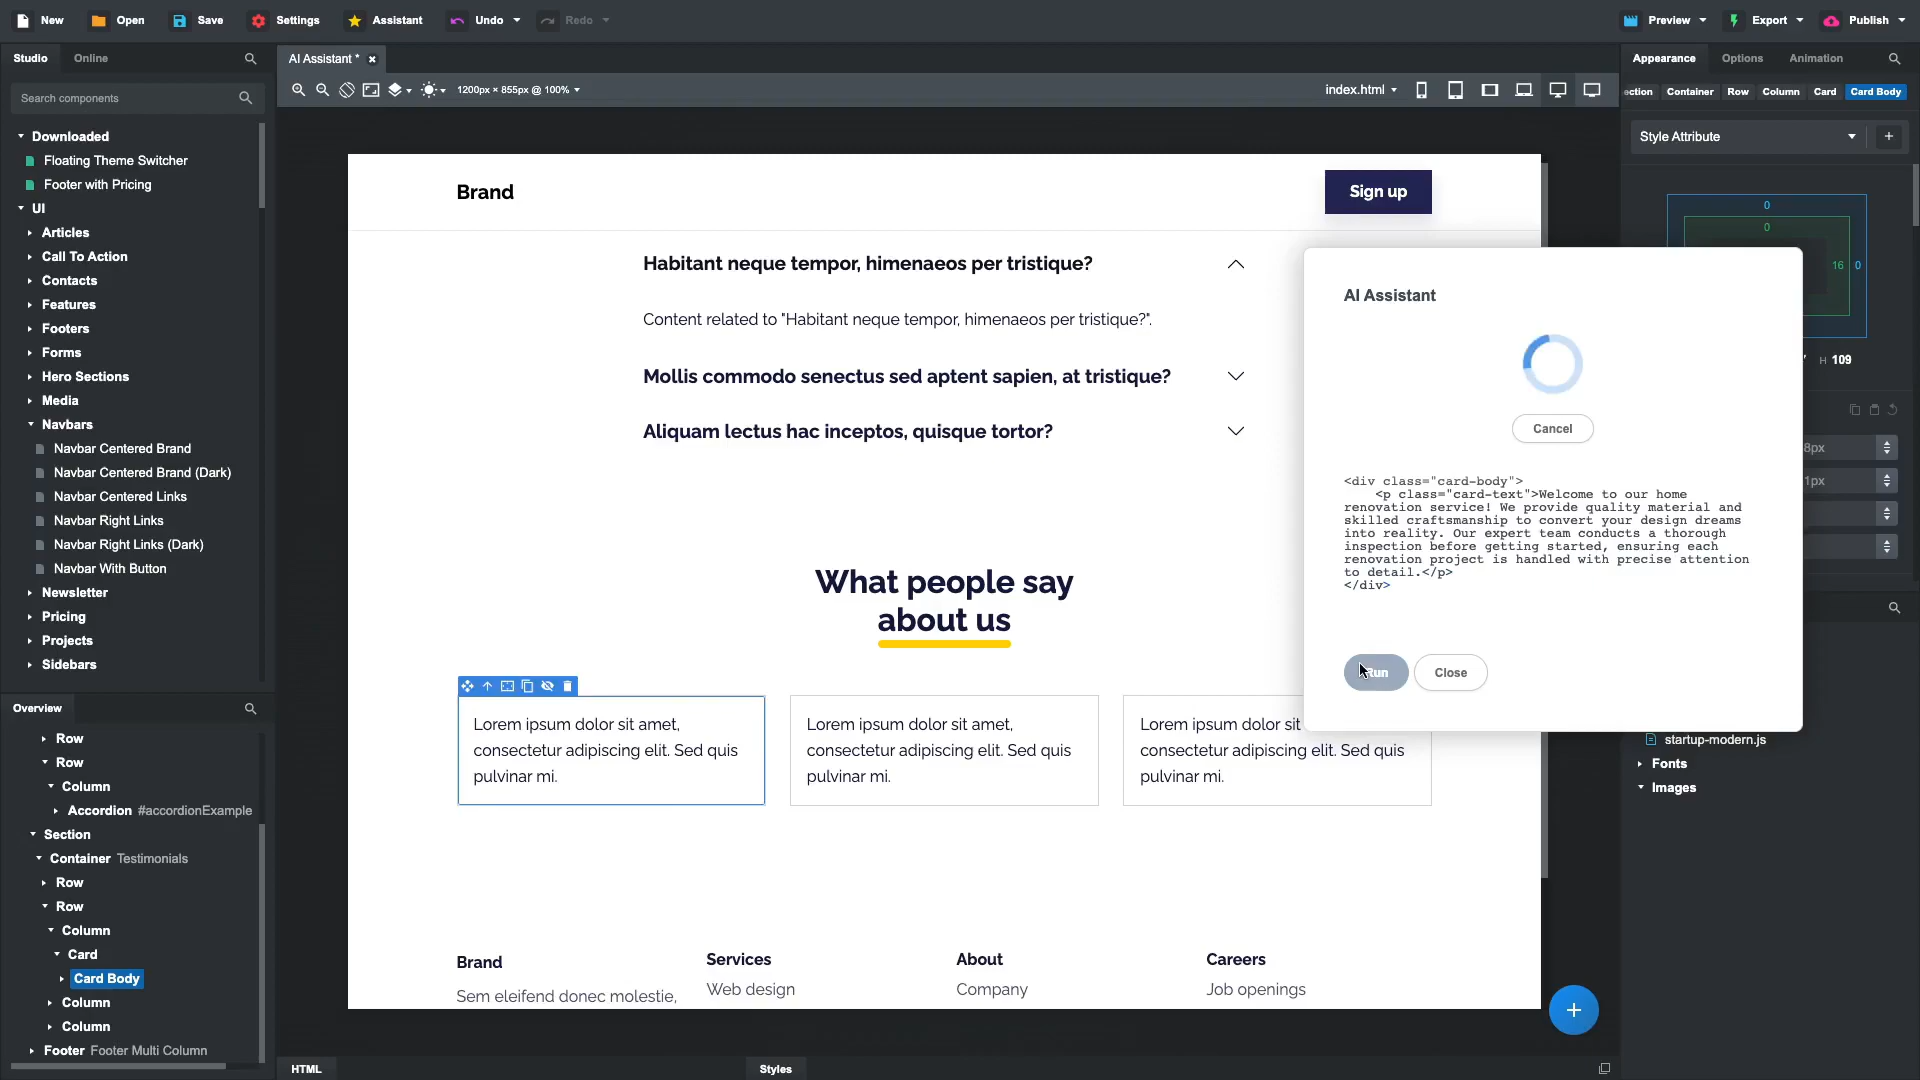 New
Open
Save
Settings
Assistant
Undo
Redo
Preview
Export
Publish
Studio
Online
AI Assistant *
Search components
1200px × 855px @ 100%
index.html
Downloaded
Floating Theme Switcher
Footer with Pricing
UI
Articles
Call To Action
Contacts
Features
Footers
Forms
Hero Sections
Media
Navbars
Navbar Centered Brand
Navbar Centered Brand (Dark)
Navbar Centered Links
Navbar Right Links
Navbar Right Links (Dark)
Navbar With Button
Newsletter
Pricing
Projects
Sidebars
Overview
Row
Row
Column
Accordion #accordionExample
Section
Container Testimonials
Row
Row
Column
Card
Card Body
Column
Column
Footer Footer Multi Column
Brand
Sign up
Habitant neque tempor, himenaeos per tristique?
Content related to "Habitant neque tempor, himenaeos per tristique?".
Mollis commodo senectus sed aptent sapien, at tristique?
Aliquam lectus hac inceptos, quisque tortor?
What people say
about us
Lorem ipsum dolor sit amet,
consectetur adipiscing elit. Sed quis
pulvinar mi.
Lorem ipsum dolor sit amet,
consectetur adipiscing elit. Sed quis
pulvinar mi.
Lorem ipsum dolor sit
consectetur adipiscing elit. Sed quis
pulvinar mi.
Brand
Sem eleifend donec molestie,
Services
Web design
About
Company
Careers
Job openings
HTML
Styles
AI Assistant
Cancel
<div class="card-body">
<p class="card-text">Welcome to our home
renovation service! We provide quality material and
skilled craftsmanship to convert your design dreams
into reality. Our expert team conducts a thorough
inspection before getting started, ensuring each
renovation project is handled with precise attention
to detail.</p>
</div>
Run
Close
Appearance
Options
Animation
ection
Container
Row
Column
Card
Card Body
Style Attribute
0
0
16
0
H 109
8px
1px
startup-modern.js
Fonts
Images